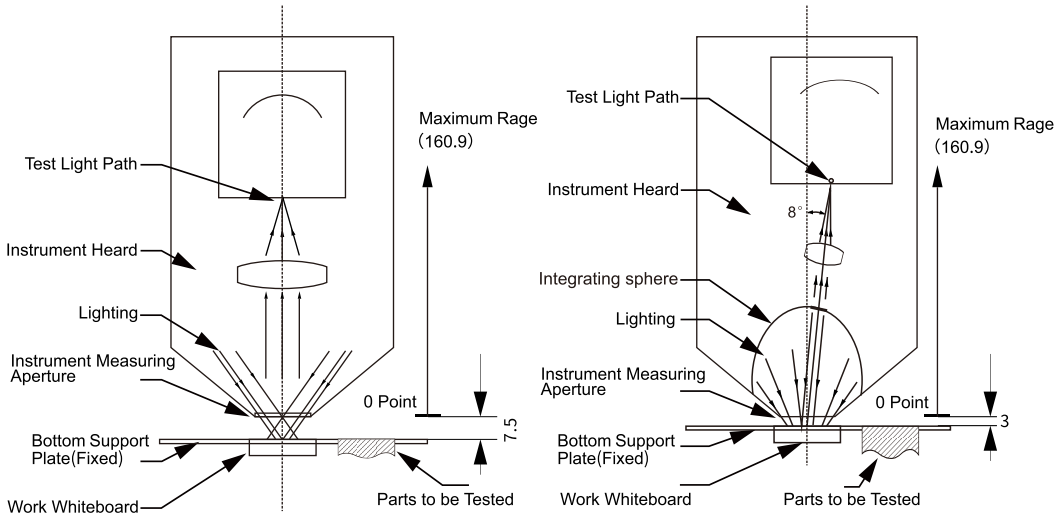 Maximum Rage
(160.9)
Test Light Path
Instrument Heard
Lighting
Instrument Measuring
Aperture
0 Point
7.5
Bottom Support
Plate(Fixed)
Work Whiteboard
Parts to be Tested
Test Light Path
Maximum Rage
(160.9)
Instrument Heard
8°
Integrating sphere
Lighting
Instrument Measuring
Aperture
0 Point
3
Bottom Support
Plate(Fixed)
Work Whiteboard
Parts to be Tested